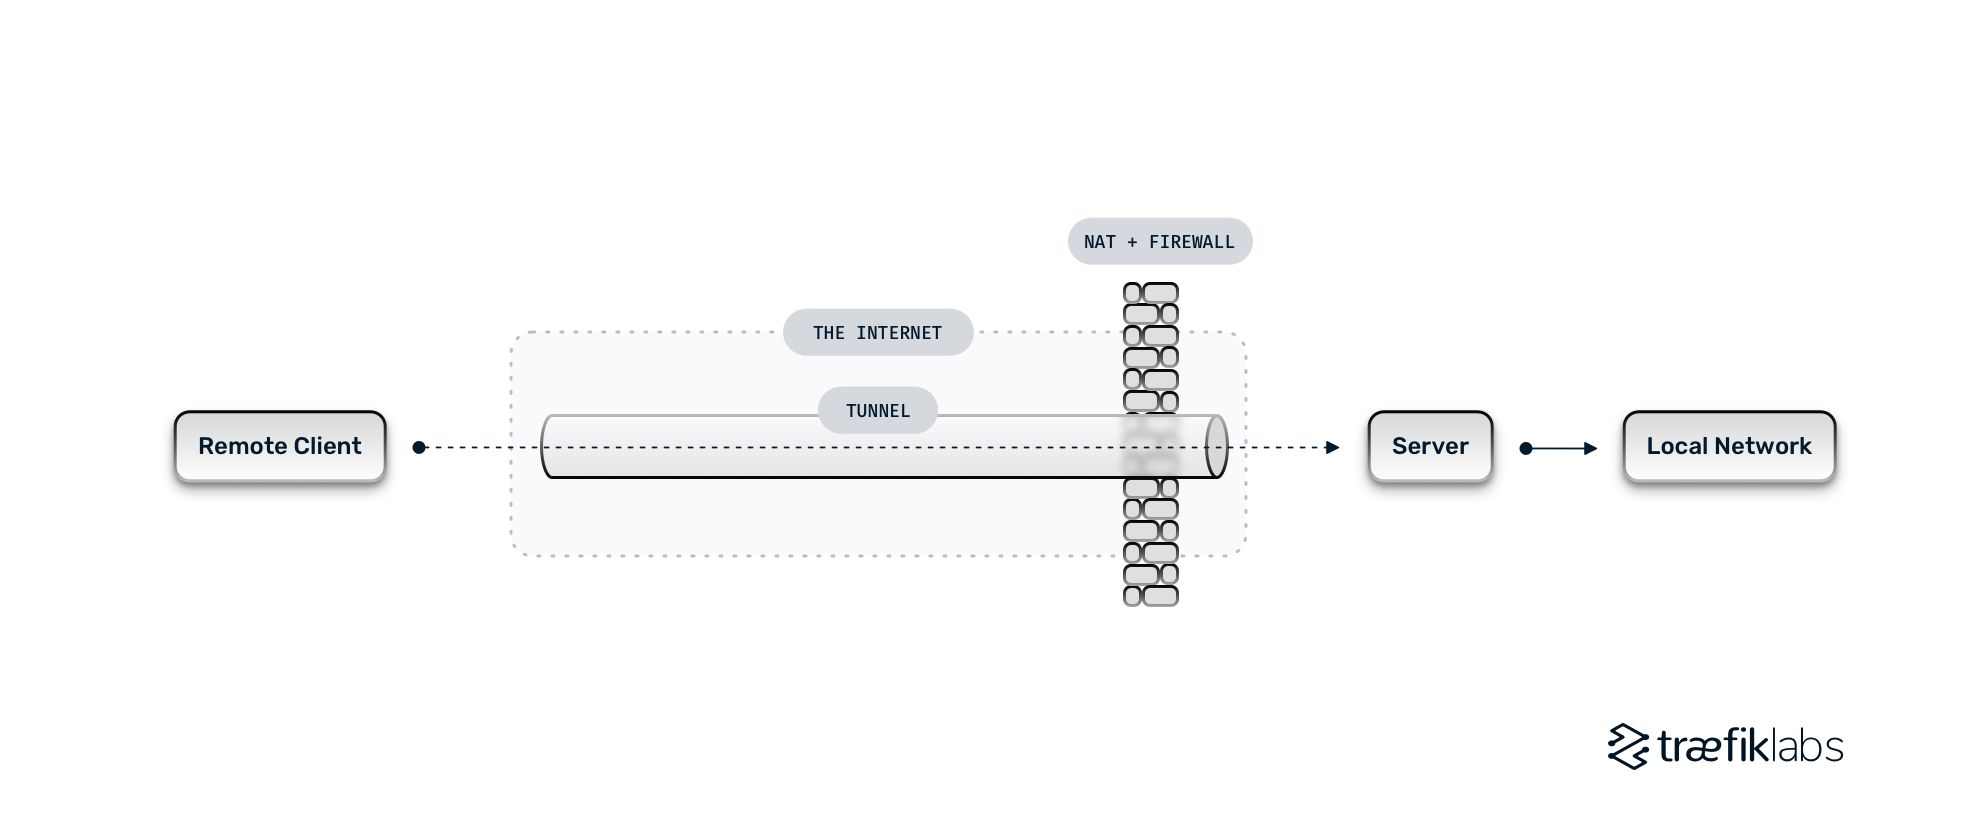 NAT + FIREWALL
THE INTERNET
TUNNEL
Remote Client
Server
Local Network
træfiklabs